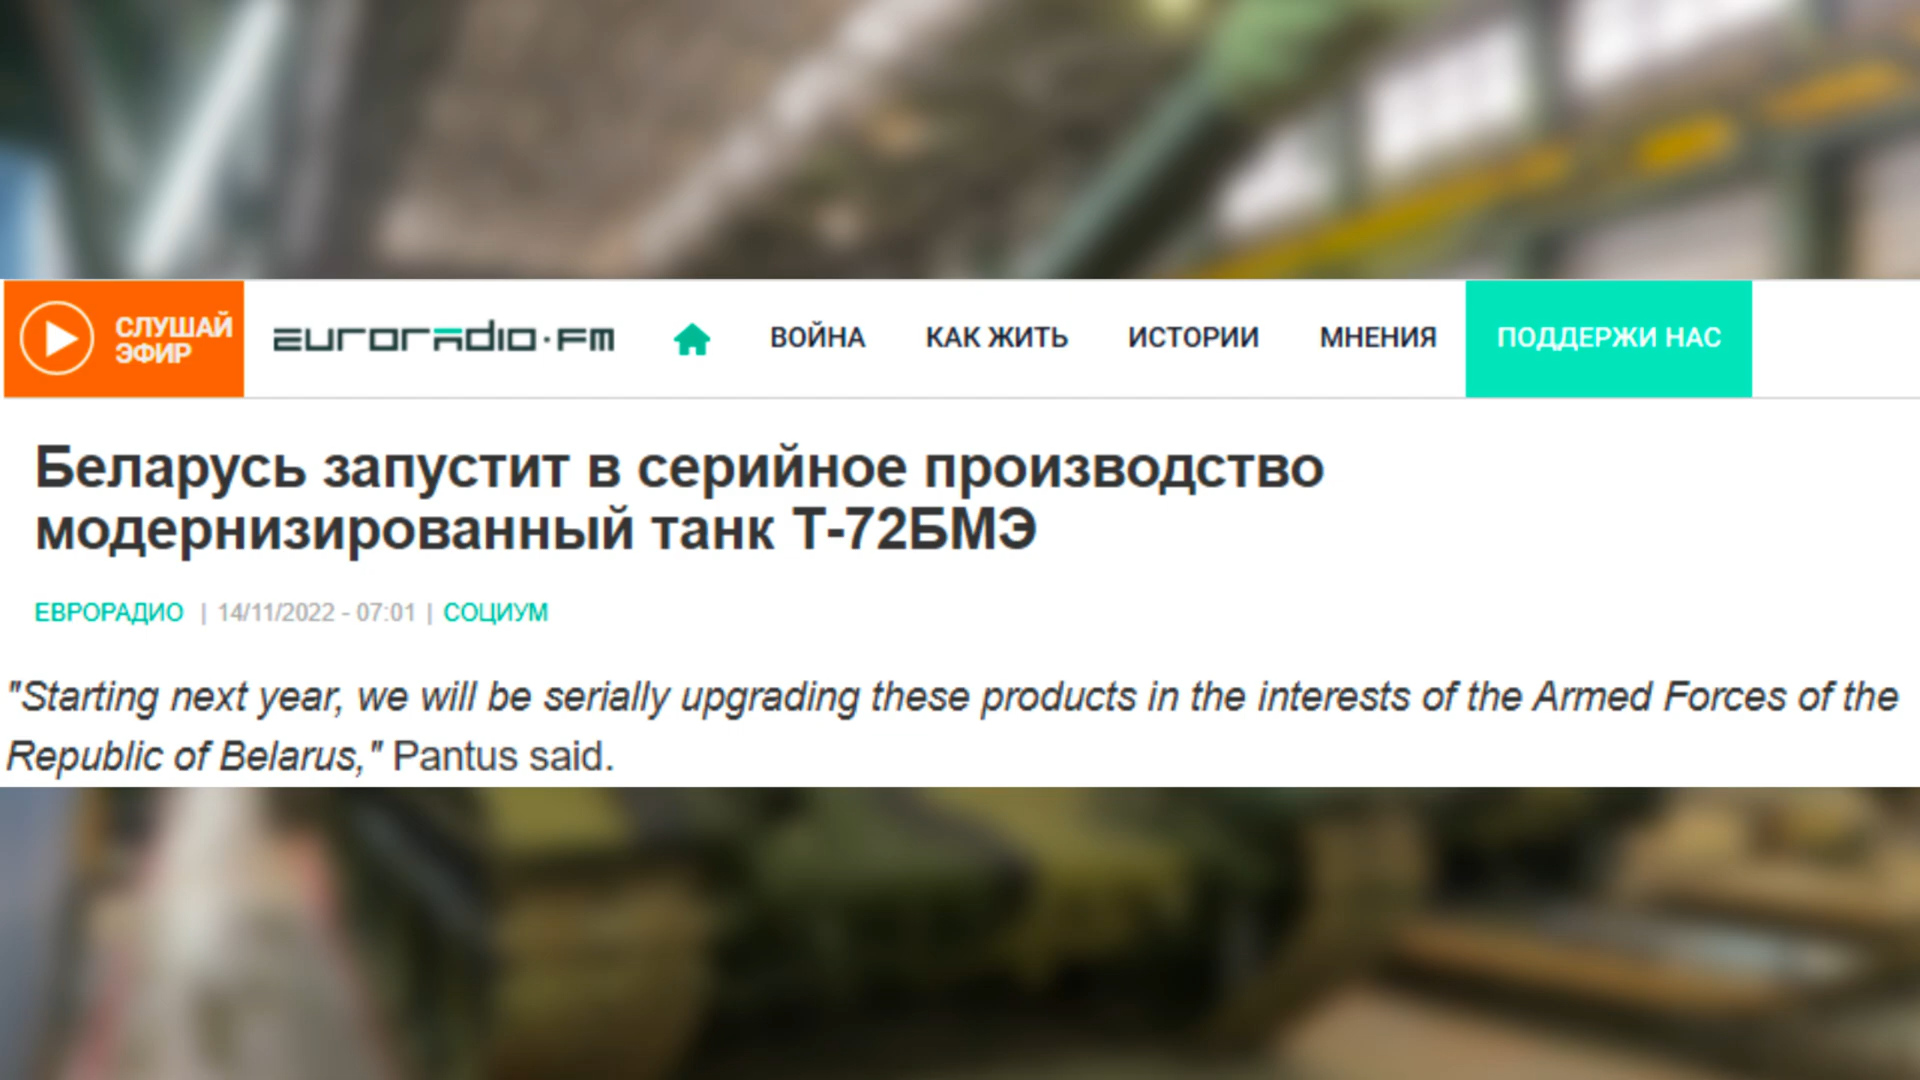 СЛУШАЙ
ЭФИР
euroradio·fm
ВОЙНА
КАК ЖИТЬ
ИСТОРИИ
МНЕНИЯ
ПОДДЕРЖИ НАС
Беларусь запустит в серийное производство
модернизированный танк Т-72БМЭ
ЕВРОРАДИО | 14/11/2022 - 07:01 | СОЦИУМ
"Starting next year, we will be serially upgrading these products in the interests of the Armed Forces of the
Republic of Belarus," Pantus said.